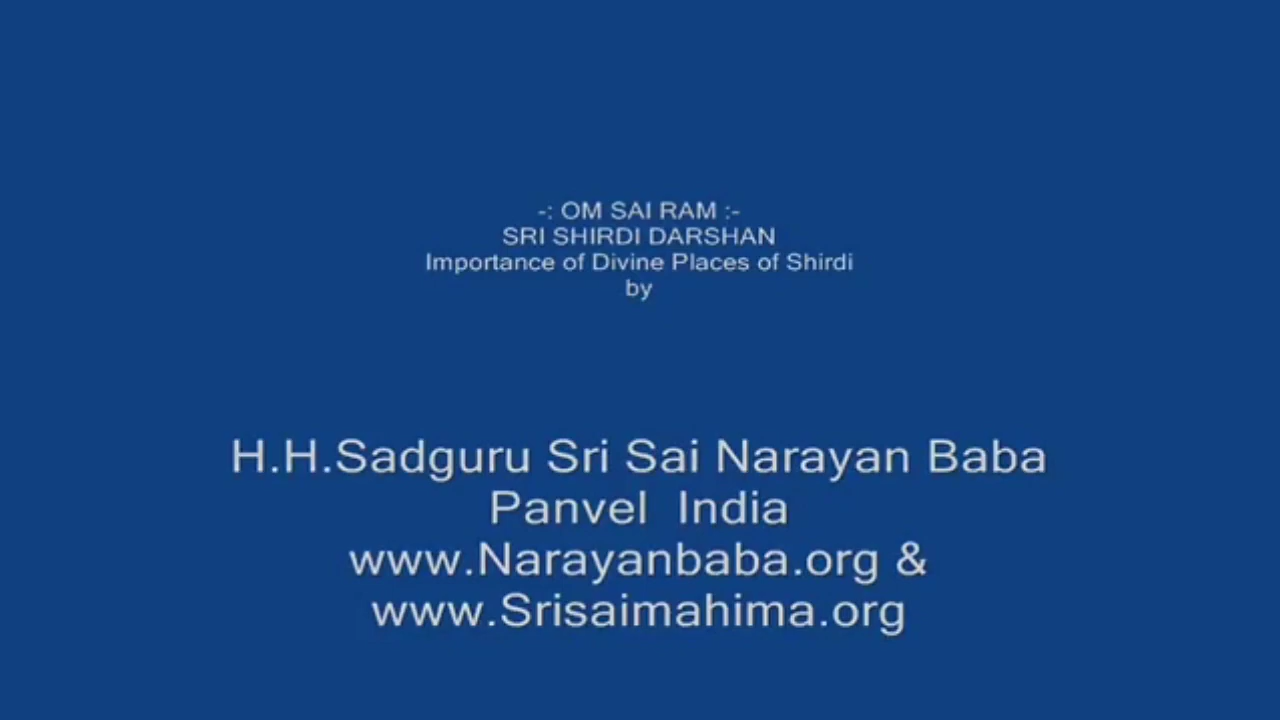 -: OM SAI RAM :-
SRI SHIRDI DARSHAN
Importance of Divine Places of Shirdi
by
H.H.Sadguru Sri Sai Narayan Baba
Panvel  India
www.Narayanbaba.org &
www.Srisaimahima.org